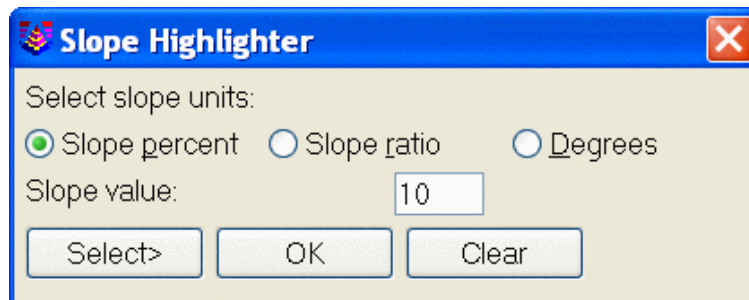 Slope Highlighter
Select slope units:
Slope percent Slope ratio Degrees
Slope value: 10
Select> OK Clear